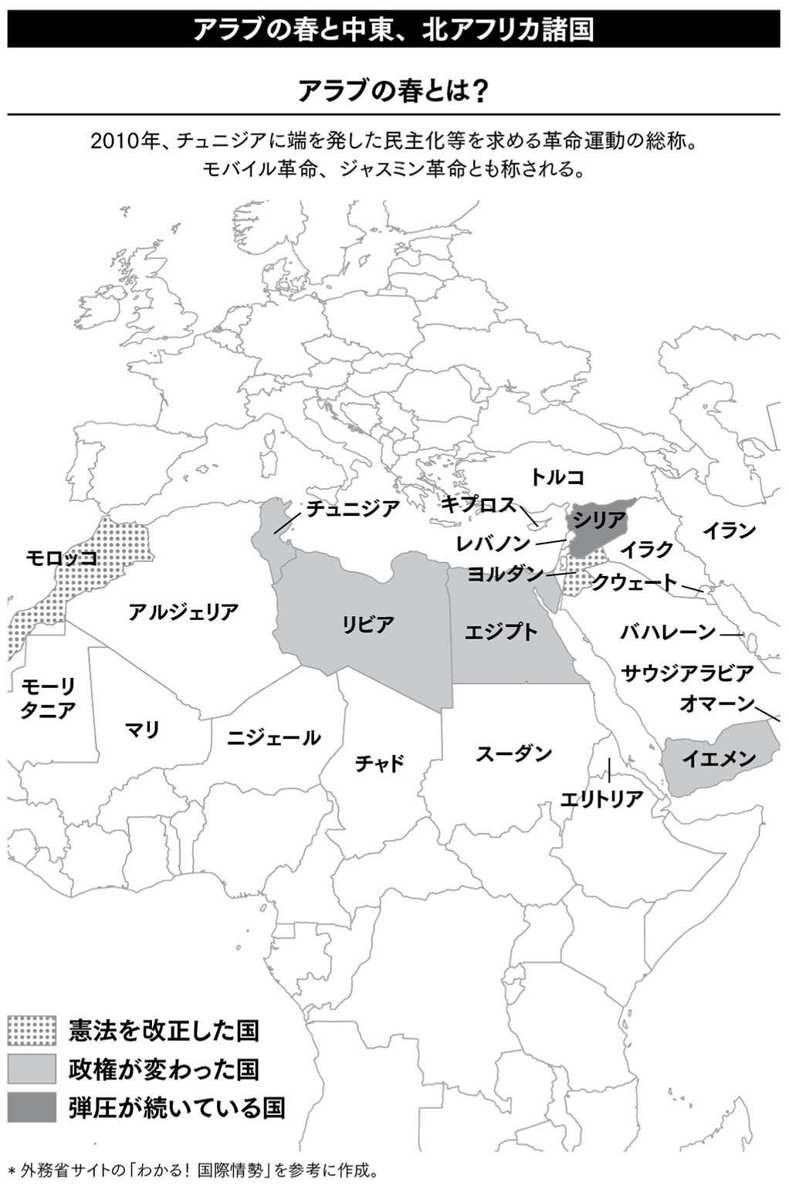 アラブの春と中東、北アフリカ諸国
アラブの春とは?
2010年、チュニジアに端を発した民主化等を求める革命運動の総称。
モバイル革命、ジャスミン革命とも称される。
トルコ
チュニジア
キプロス
シリア
イラン
レバノン
イラク
モロッコ
ヨルダン
クウェート
アルジェリア
リビア
エジプト
バハレーン
サウジアラビア
モーリ
タニア
オマーン
マリ
ニジェール
チャド
スーダン
イエメン
エリトリア
憲法を改正した国
政権が変わった国
弾圧が続いている国
*外務省サイトの「わかる! 国際情勢」を参考に作成。